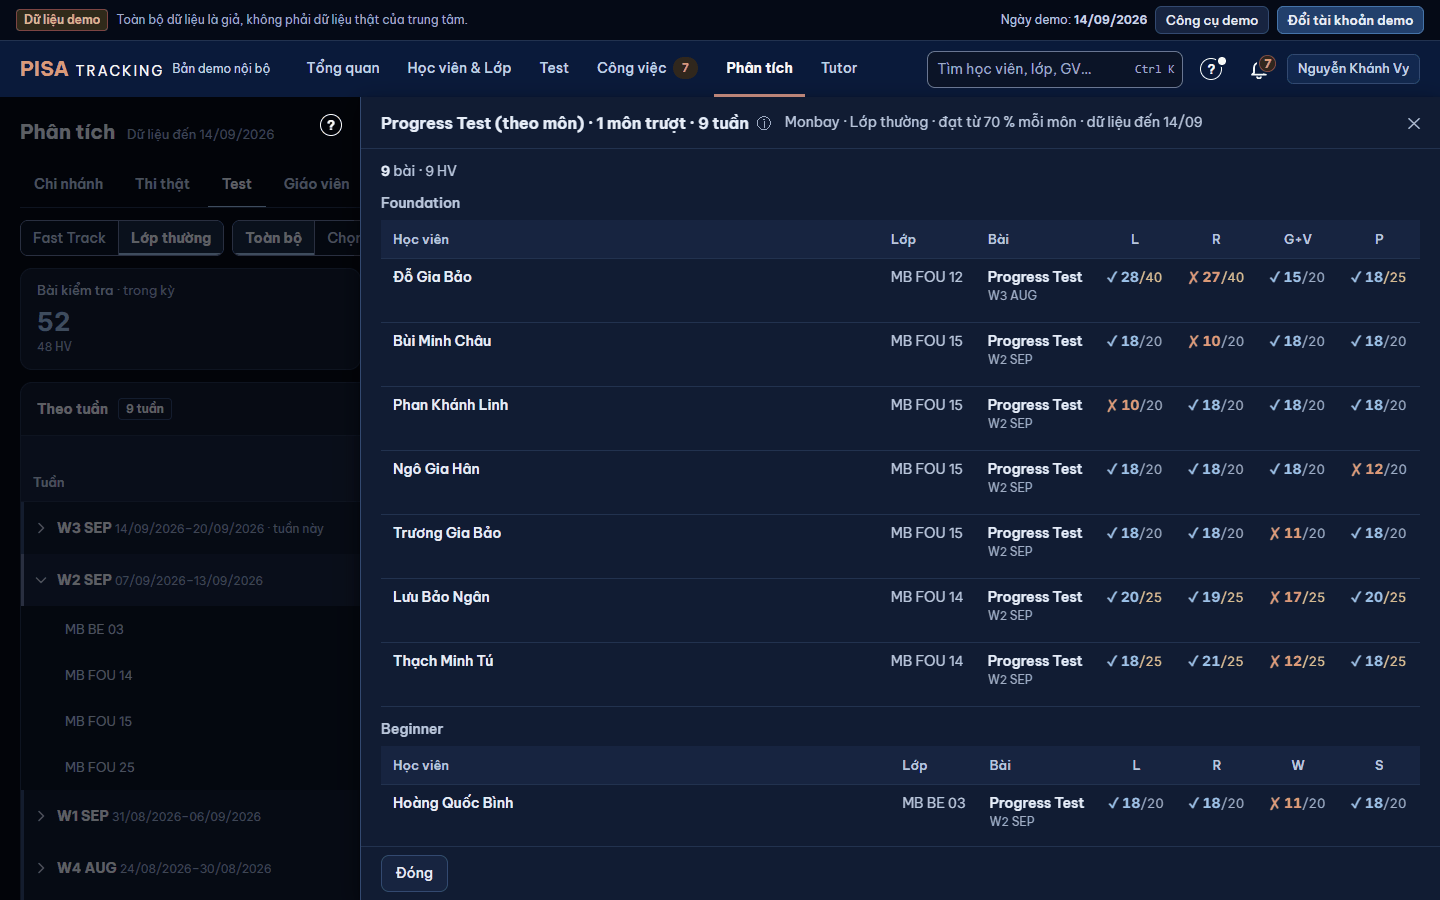 Dữ liệu demo Toàn bộ dữ liệu là giả, không phải dữ liệu thật của trung tâm. Ngày demo: 14/09/2026 Công cụ demo Đổi tài khoản demo
PISA TRACKING Bản demo nội bộ Tổng quan Học viên & Lớp Test Công việc 7 Phân tích Tutor Tìm học viên, lớp, GV... Ctrl K ? 7 Nguyễn Khánh Vy
Phân tích Dữ liệu đến 14/09/2026 ?
Chi nhánh Thi thật Test Giáo viên
Fast Track Lớp thường Toàn bộ Chọn
Bài kiểm tra · trong kỳ
52
48 HV
Theo tuần 9 tuần
Tuần
W3 SEP 14/09/2026–20/09/2026 · tuần này
W2 SEP 07/09/2026–13/09/2026
MB BE 03
MB FOU 14
MB FOU 15
MB FOU 25
W1 SEP 31/08/2026–06/09/2026
W4 AUG 24/08/2026–30/08/2026
Progress Test (theo môn) · 1 môn trượt · 9 tuần ⓘ Monbay · Lớp thường · đạt từ 70 % mỗi môn · dữ liệu đến 14/09
9 bài · 9 HV
Foundation
Học viên Lớp Bài L R G+V P
Đỗ Gia Bảo MB FOU 12 Progress Test ✓ 28/40 ✗ 27/40 ✓ 15/20 ✓ 18/25
W3 AUG
Bùi Minh Châu MB FOU 15 Progress Test ✓ 18/20 ✗ 10/20 ✓ 18/20 ✓ 18/20
W2 SEP
Phan Khánh Linh MB FOU 15 Progress Test ✗ 10/20 ✓ 18/20 ✓ 18/20 ✓ 18/20
W2 SEP
Ngô Gia Hân MB FOU 15 Progress Test ✓ 18/20 ✓ 18/20 ✓ 18/20 ✗ 12/20
W2 SEP
Trương Gia Bảo MB FOU 15 Progress Test ✓ 18/20 ✓ 18/20 ✗ 11/20 ✓ 18/20
W2 SEP
Lưu Bảo Ngân MB FOU 14 Progress Test ✓ 20/25 ✓ 19/25 ✗ 17/25 ✓ 20/25
W2 SEP
Thạch Minh Tú MB FOU 14 Progress Test ✓ 18/25 ✓ 21/25 ✗ 12/25 ✓ 18/25
W2 SEP
Beginner
Học viên Lớp Bài L R W S
Hoàng Quốc Bình MB BE 03 Progress Test ✓ 18/20 ✓ 18/20 ✗ 11/20 ✓ 18/20
W2 SEP
Đóng